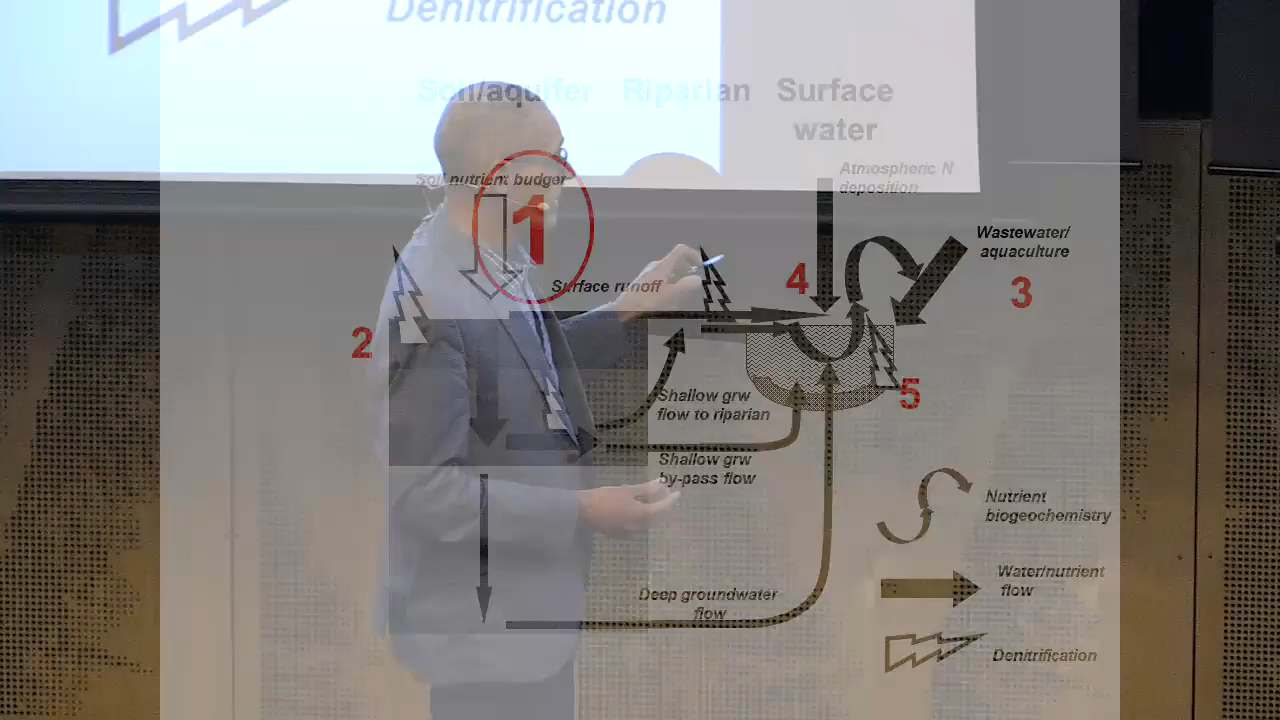 Denitrification
Soil/aquifer Riparian Surface
water
Atmospheric N
deposition
Soil nutrient budget
1
Wastewater/
aquaculture
Surface runoff
4
3
2
5
Shallow grw
flow to riparian
Shallow grw
by-pass flow
Nutrient
biogeochemistry
Water/nutrient
flow
Deep groundwater
flow
Denitrification